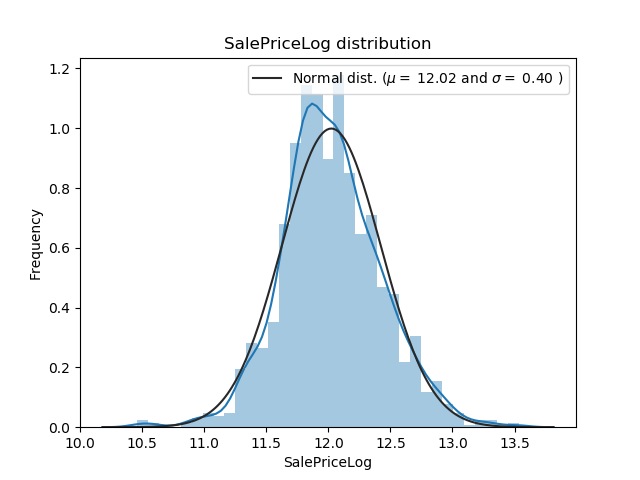 SalePriceLog distribution
Normal dist. (μ = 12.02 and σ = 0.40 )
1.2
1.0
0.8
0.6
0.4
0.2
0.0
Frequency
10.0 10.5 11.0 11.5 12.0 12.5 13.0 13.5
SalePriceLog